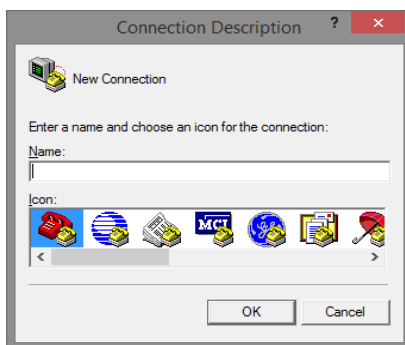 Connection Description
?
New Connection
Enter a name and choose an icon for the connection:
Name:
Icon:
MCI
OK
Cancel